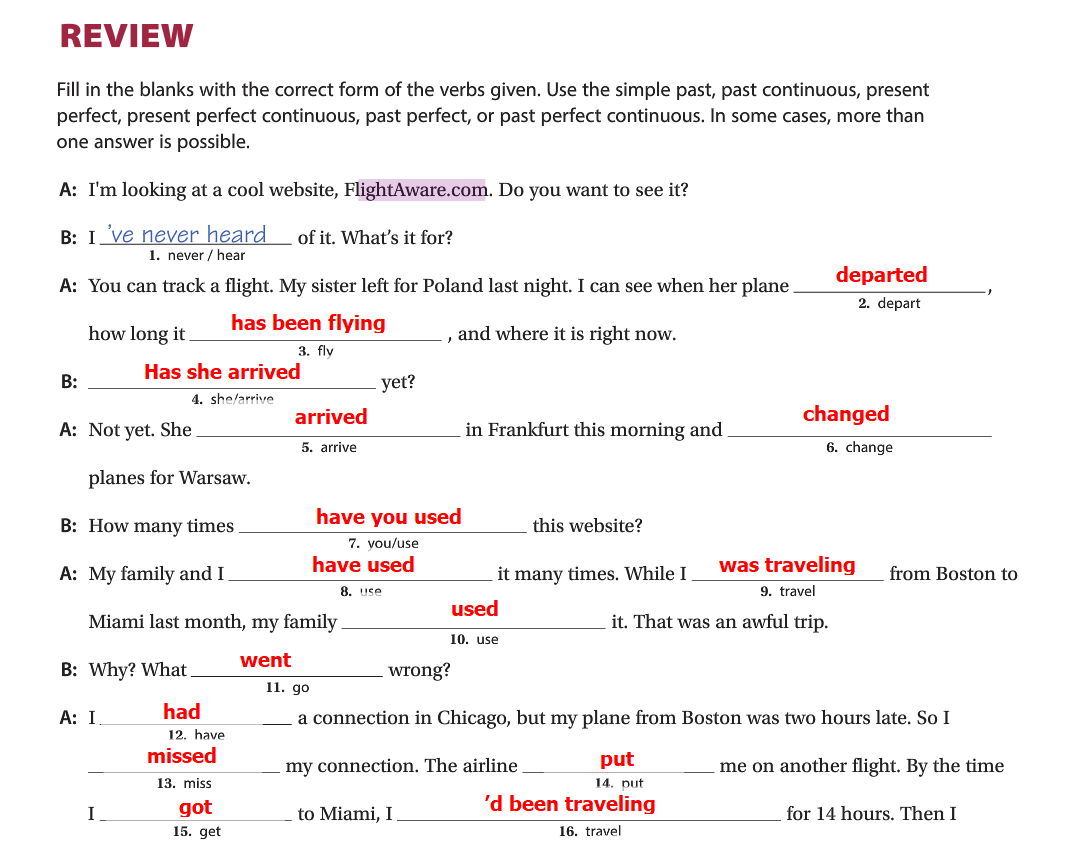 REVIEW
Fill in the blanks with the correct form of the verbs given. Use the simple past, past continuous, present
perfect, present perfect continuous, past perfect, or past perfect continuous. In some cases, more than
one answer is possible.
A: I'm looking at a cool website, FlightAware.com. Do you want to see it?
B: I 've never heard of it. What's it for?
1. never / hear
A: You can track a flight. My sister left for Poland last night. I can see when her plane departed,
2. depart
how long it has been flying, and where it is right now.
3. fly
B: Has she arrived yet?
4. she/arrive
A: Not yet. She arrived in Frankfurt this morning and changed
5. arrive 6. change
planes for Warsaw.
B: How many times have you used this website?
7. you/use
A: My family and I have used it many times. While I was traveling from Boston to
8. use 9. travel
Miami last month, my family used it. That was an awful trip.
10. use
B: Why? What went wrong?
11. go
A: I had a connection in Chicago, but my plane from Boston was two hours late. So I
12. have
missed my connection. The airline put me on another flight. By the time
13. miss 14. put
I got to Miami, I 'd been traveling for 14 hours. Then I
15. get 16. travel